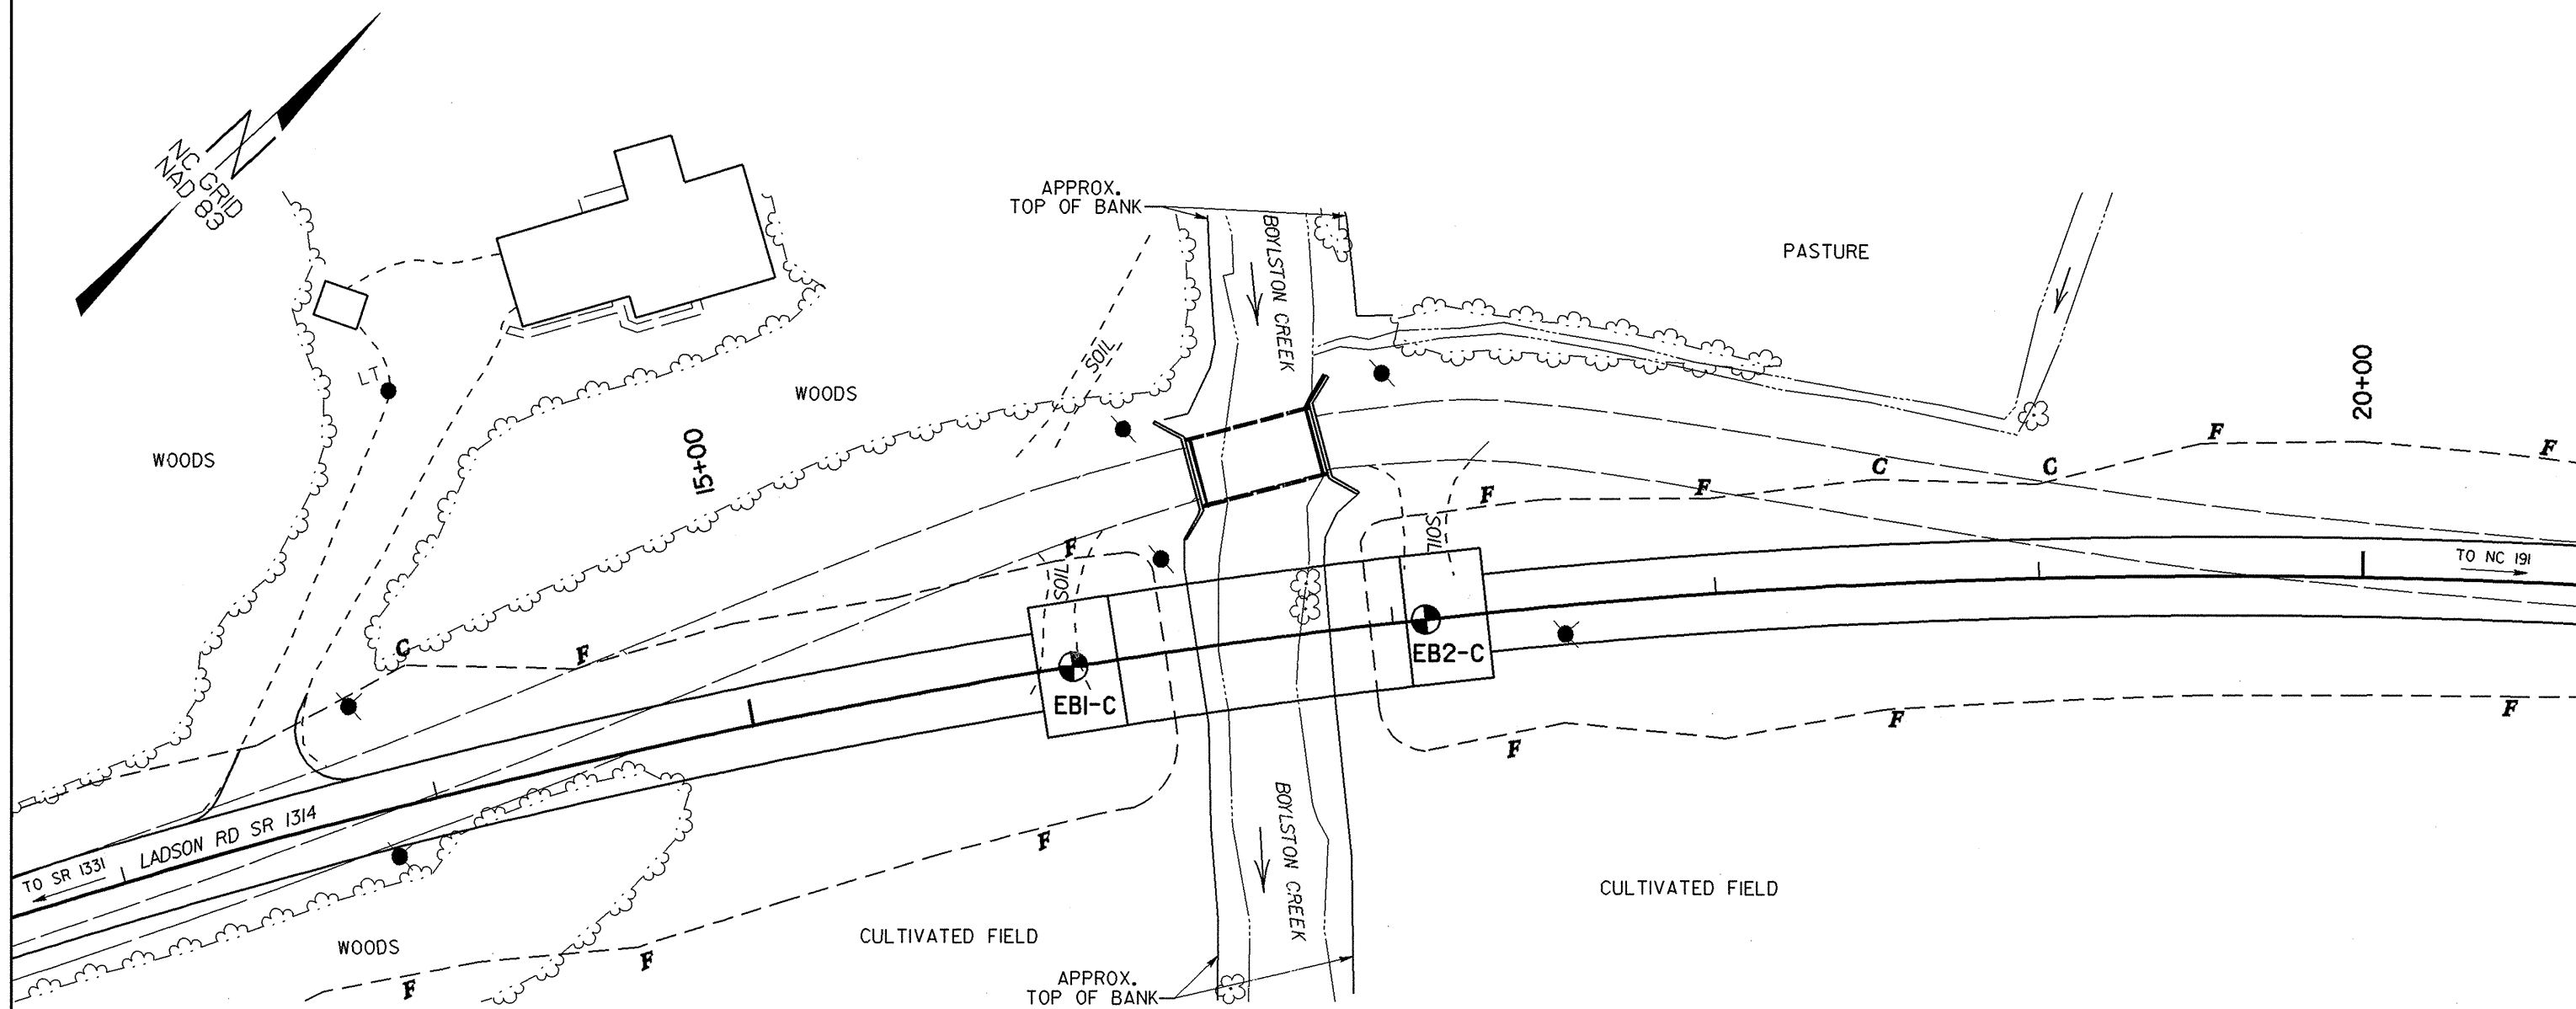 NC GRID
NAD 83
APPROX.
TOP OF BANK
BOYLSTON CREEK
PASTURE
SOIL
LT
WOODS
WOODS
15+00
20+00
F
F
C
C
F
F
SOIL
F
SOIL
TO NC 191
C
F
EB1-C
EB2-C
F
F
F
LADSON RD SR 1314
TO SR 1331
F
BOYLSTON CREEK
CULTIVATED FIELD
CULTIVATED FIELD
WOODS
F
F
APPROX.
TOP OF BANK